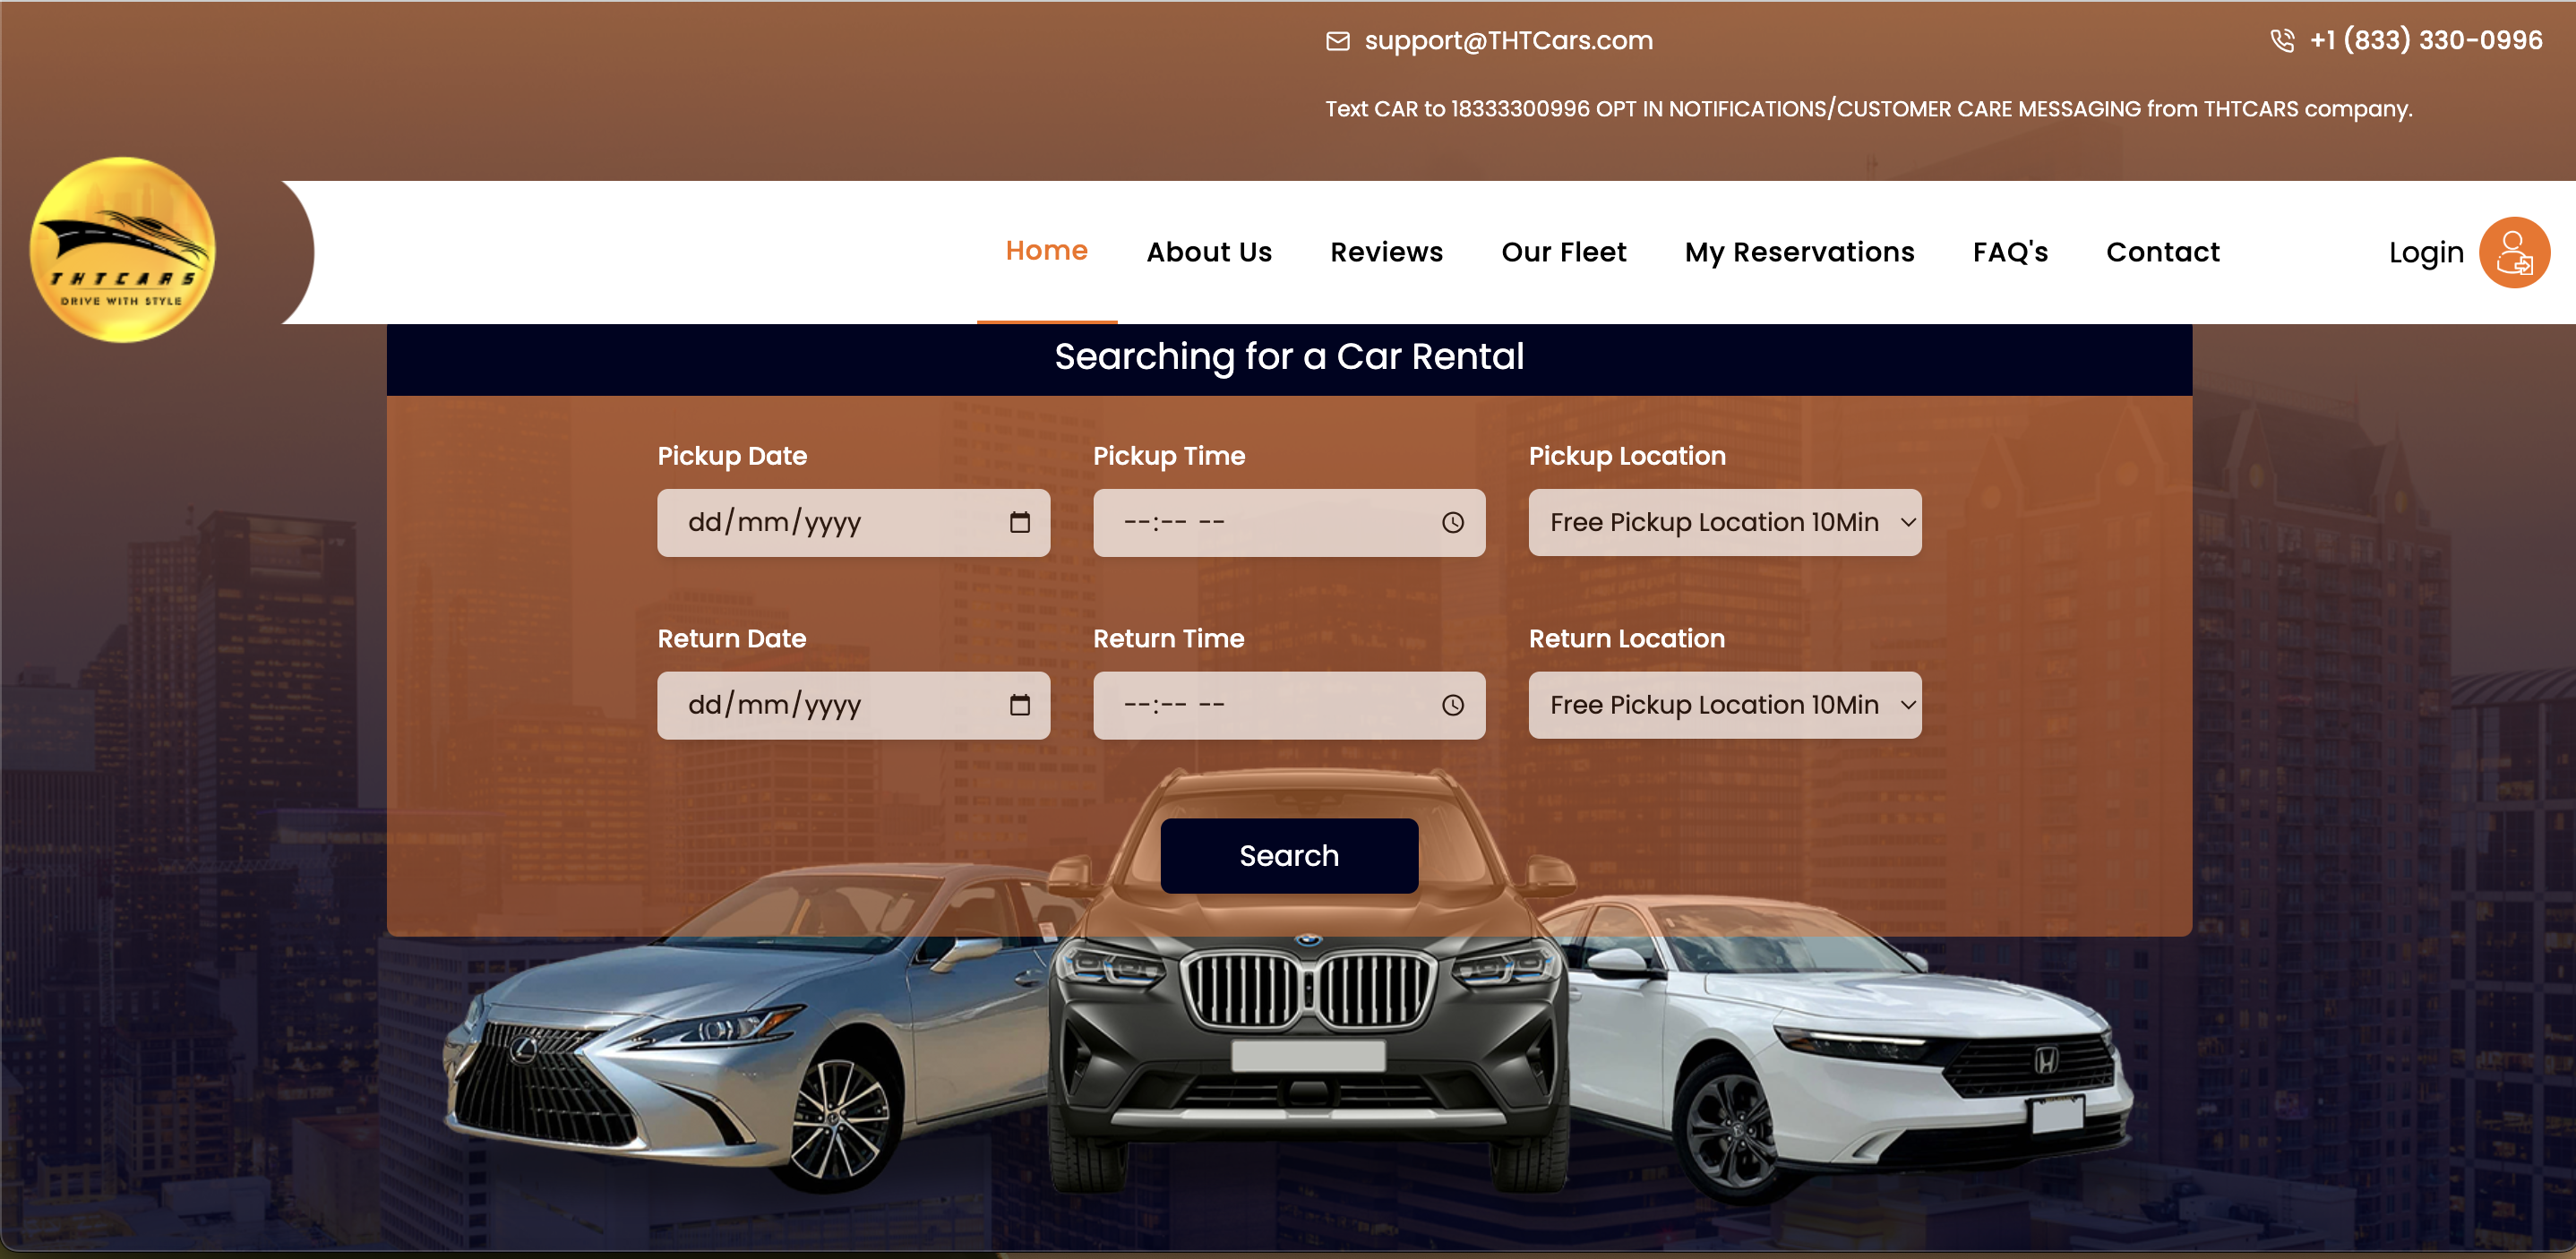 support@THTCars.com
+1 (833) 330-0996
Text CAR to 18333300996 OPT IN NOTIFICATIONS/CUSTOMER CARE MESSAGING from THTCARS company.
THTCARS
DRIVE WITH STYLE
Home About Us Reviews Our Fleet My Reservations FAQ's Contact Login
Searching for a Car Rental
Pickup Date Pickup Time Pickup Location
dd/mm/yyyy --:-- -- Free Pickup Location 10Min
Return Date Return Time Return Location
dd/mm/yyyy --:-- -- Free Pickup Location 10Min
Search